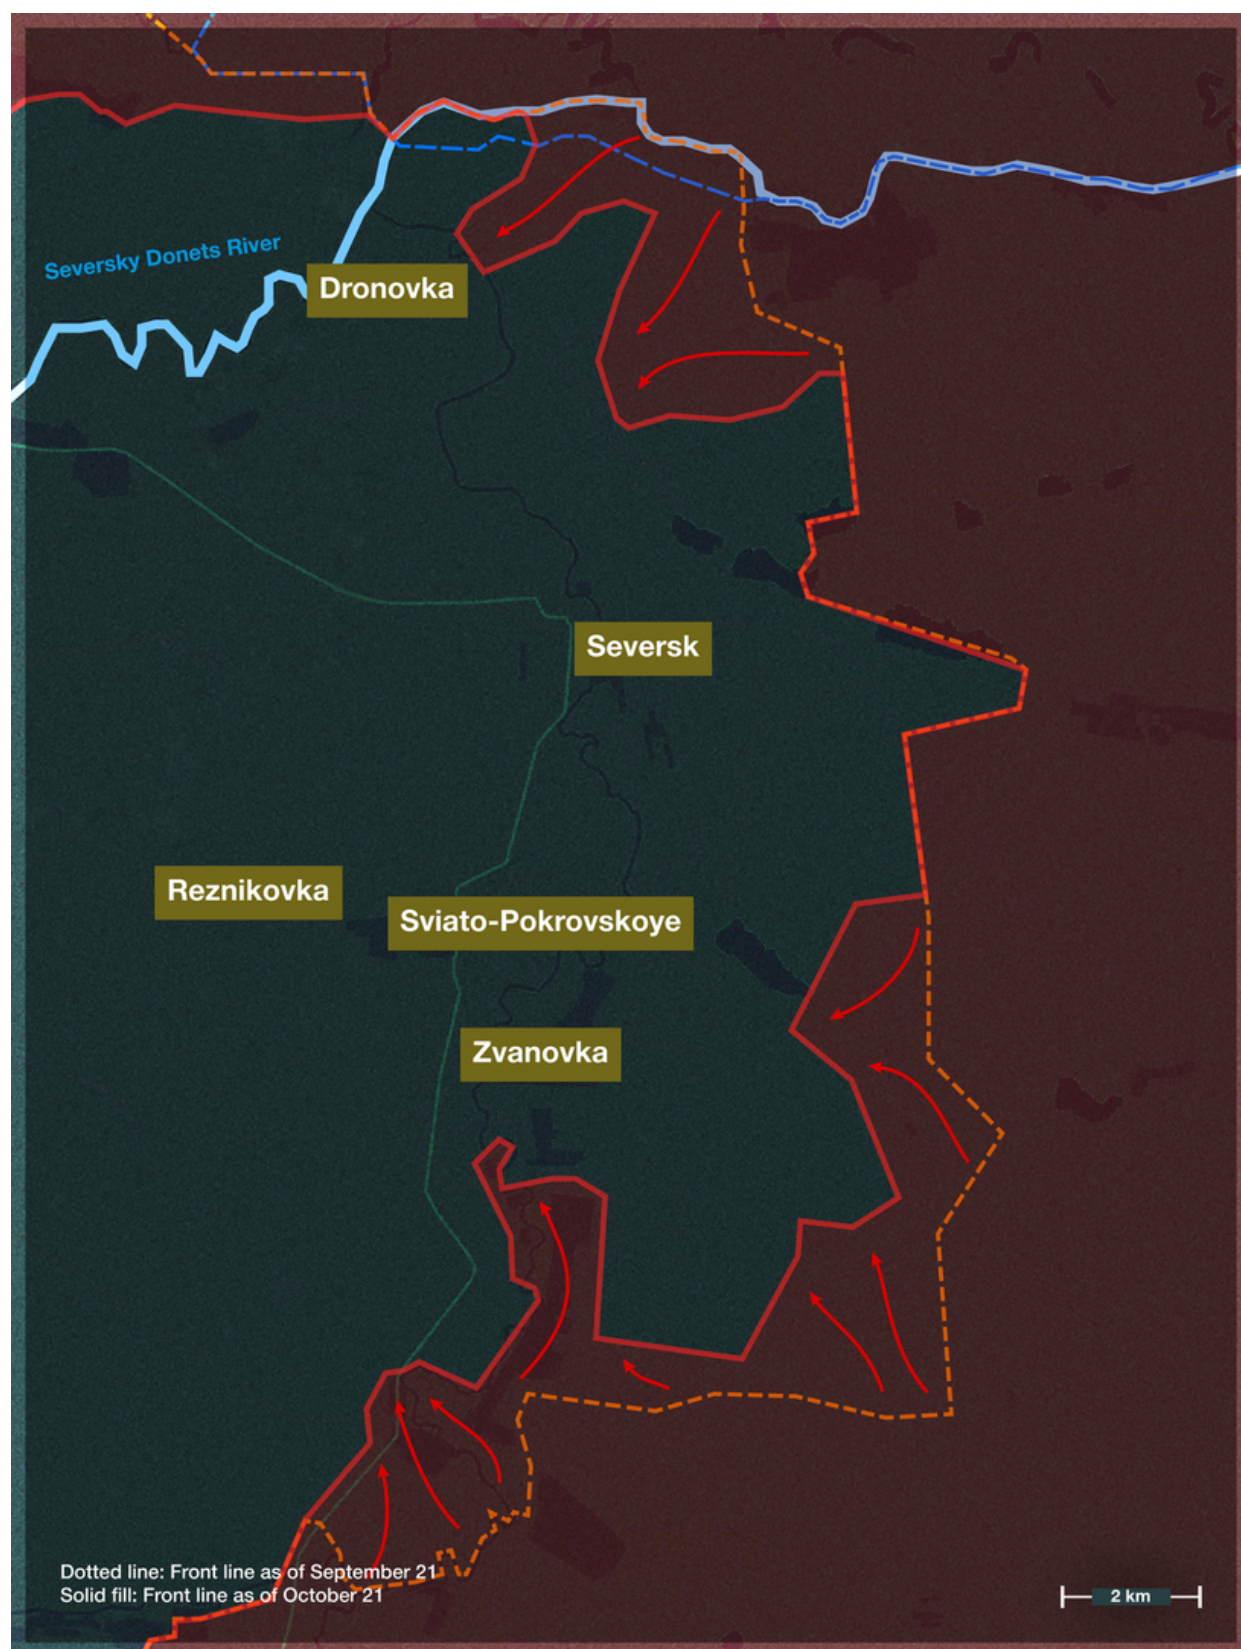 Seversky Donets River
Dronovka
Seversk
Reznikovka
Sviato-Pokrovskoye
Zvanovka
Dotted line: Front line as of September 21
Solid fill: Front line as of October 21
2 km